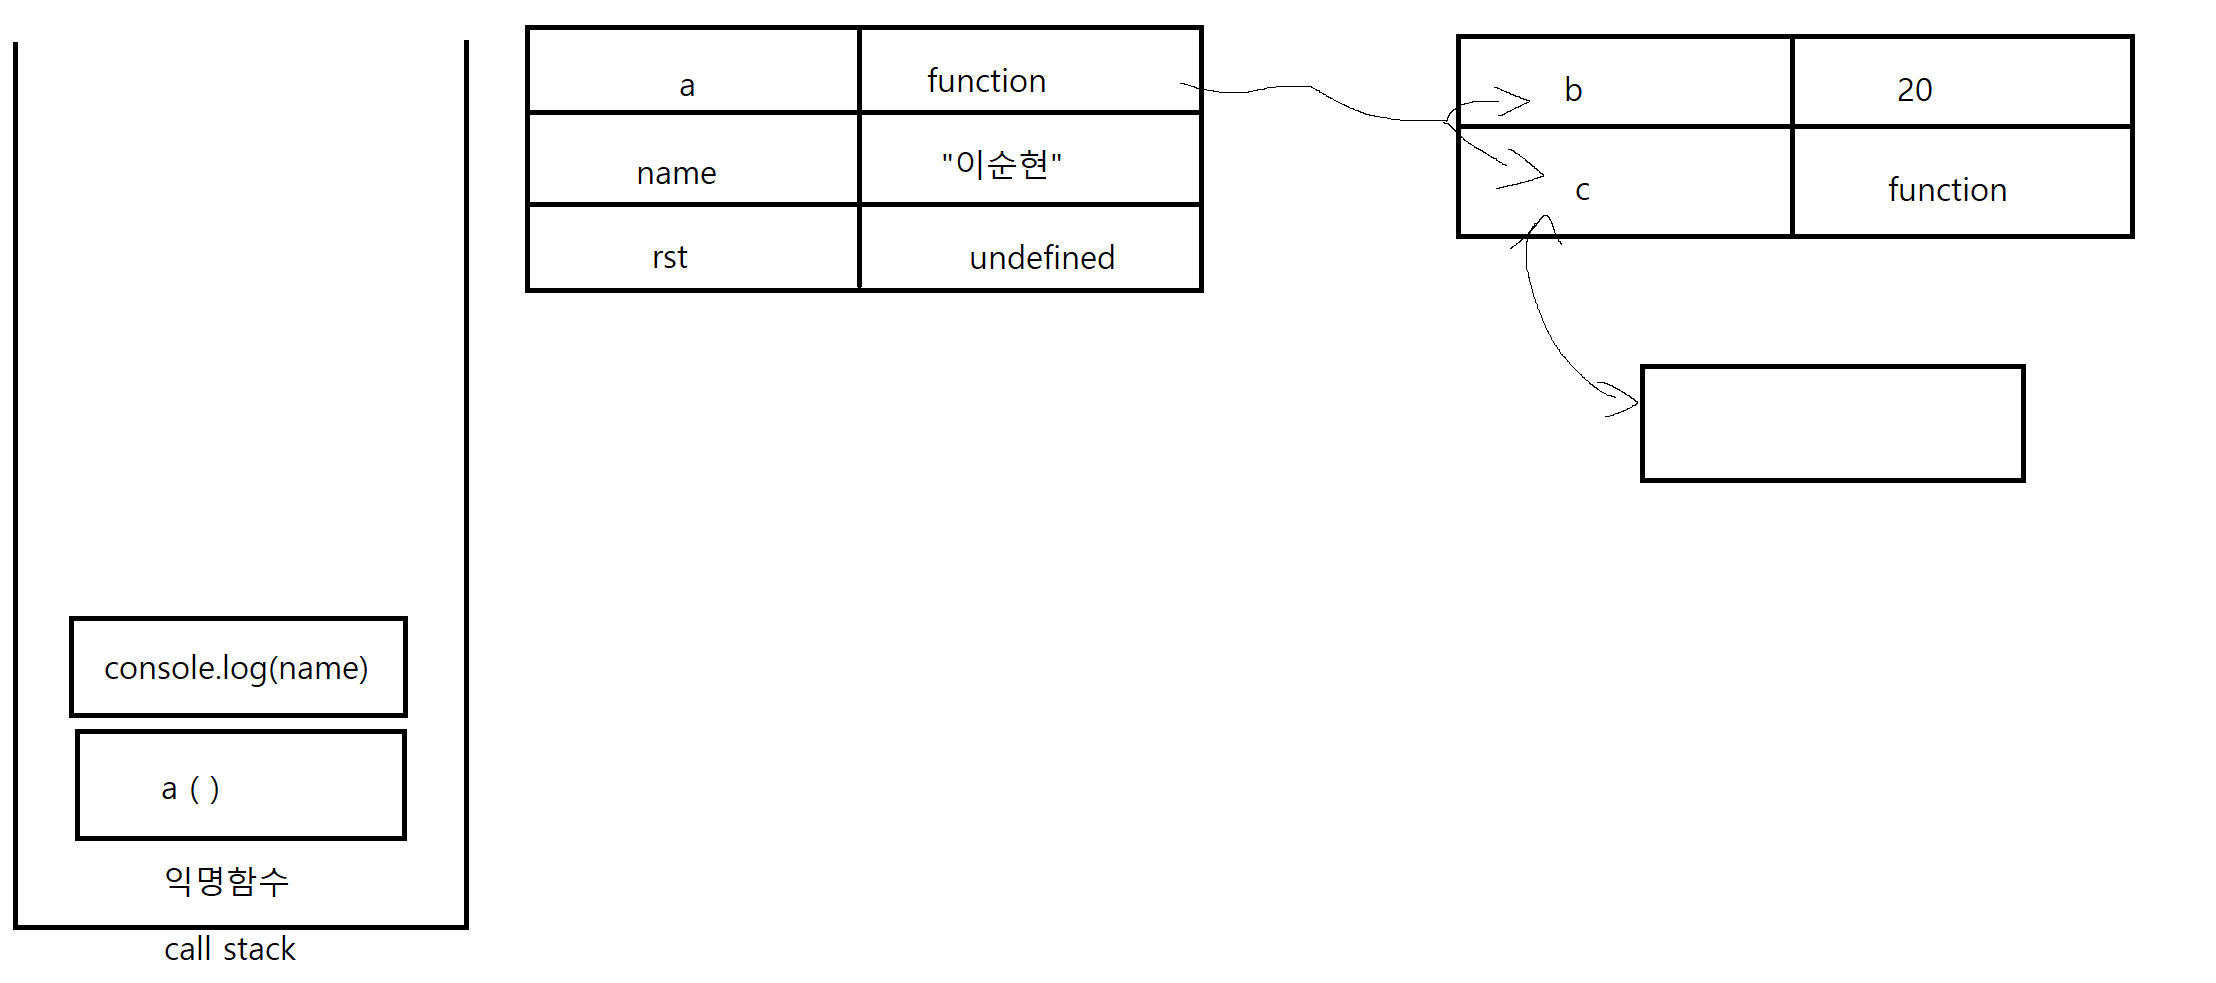 a function
name "이순현"
rst undefined
b 20
c function
console.log(name)
a ( )
익명함수
call stack